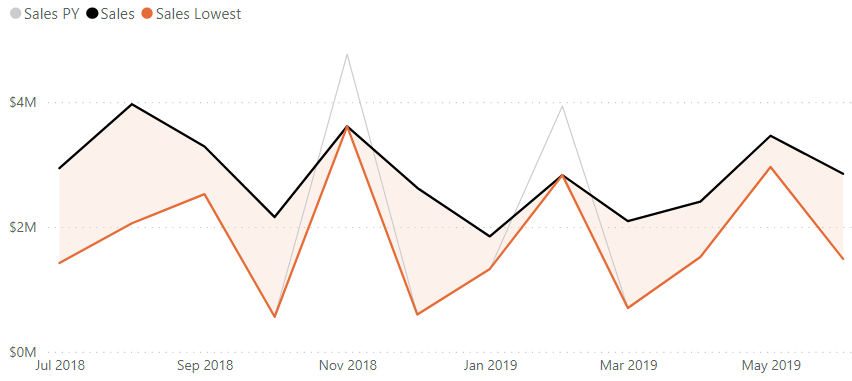 Sales PY Sales Sales Lowest
$4M
$2M
$0M
Jul 2018 Sep 2018 Nov 2018 Jan 2019 Mar 2019 May 2019